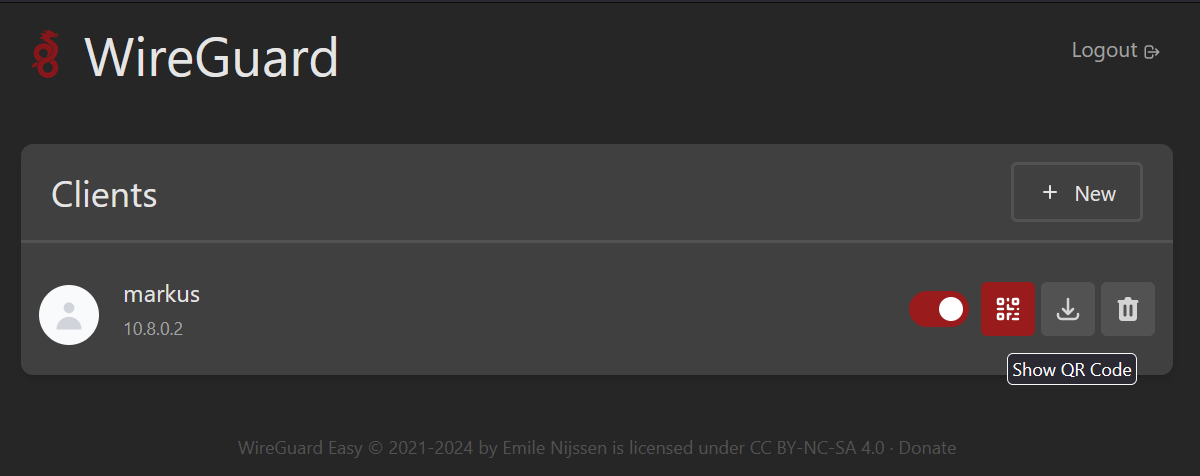 WireGuard
Logout
Clients
New
markus
10.8.0.2
Show QR Code
WireGuard Easy © 2021-2024 by Emile Nijssen is licensed under CC BY-NC-SA 4.0 · Donate